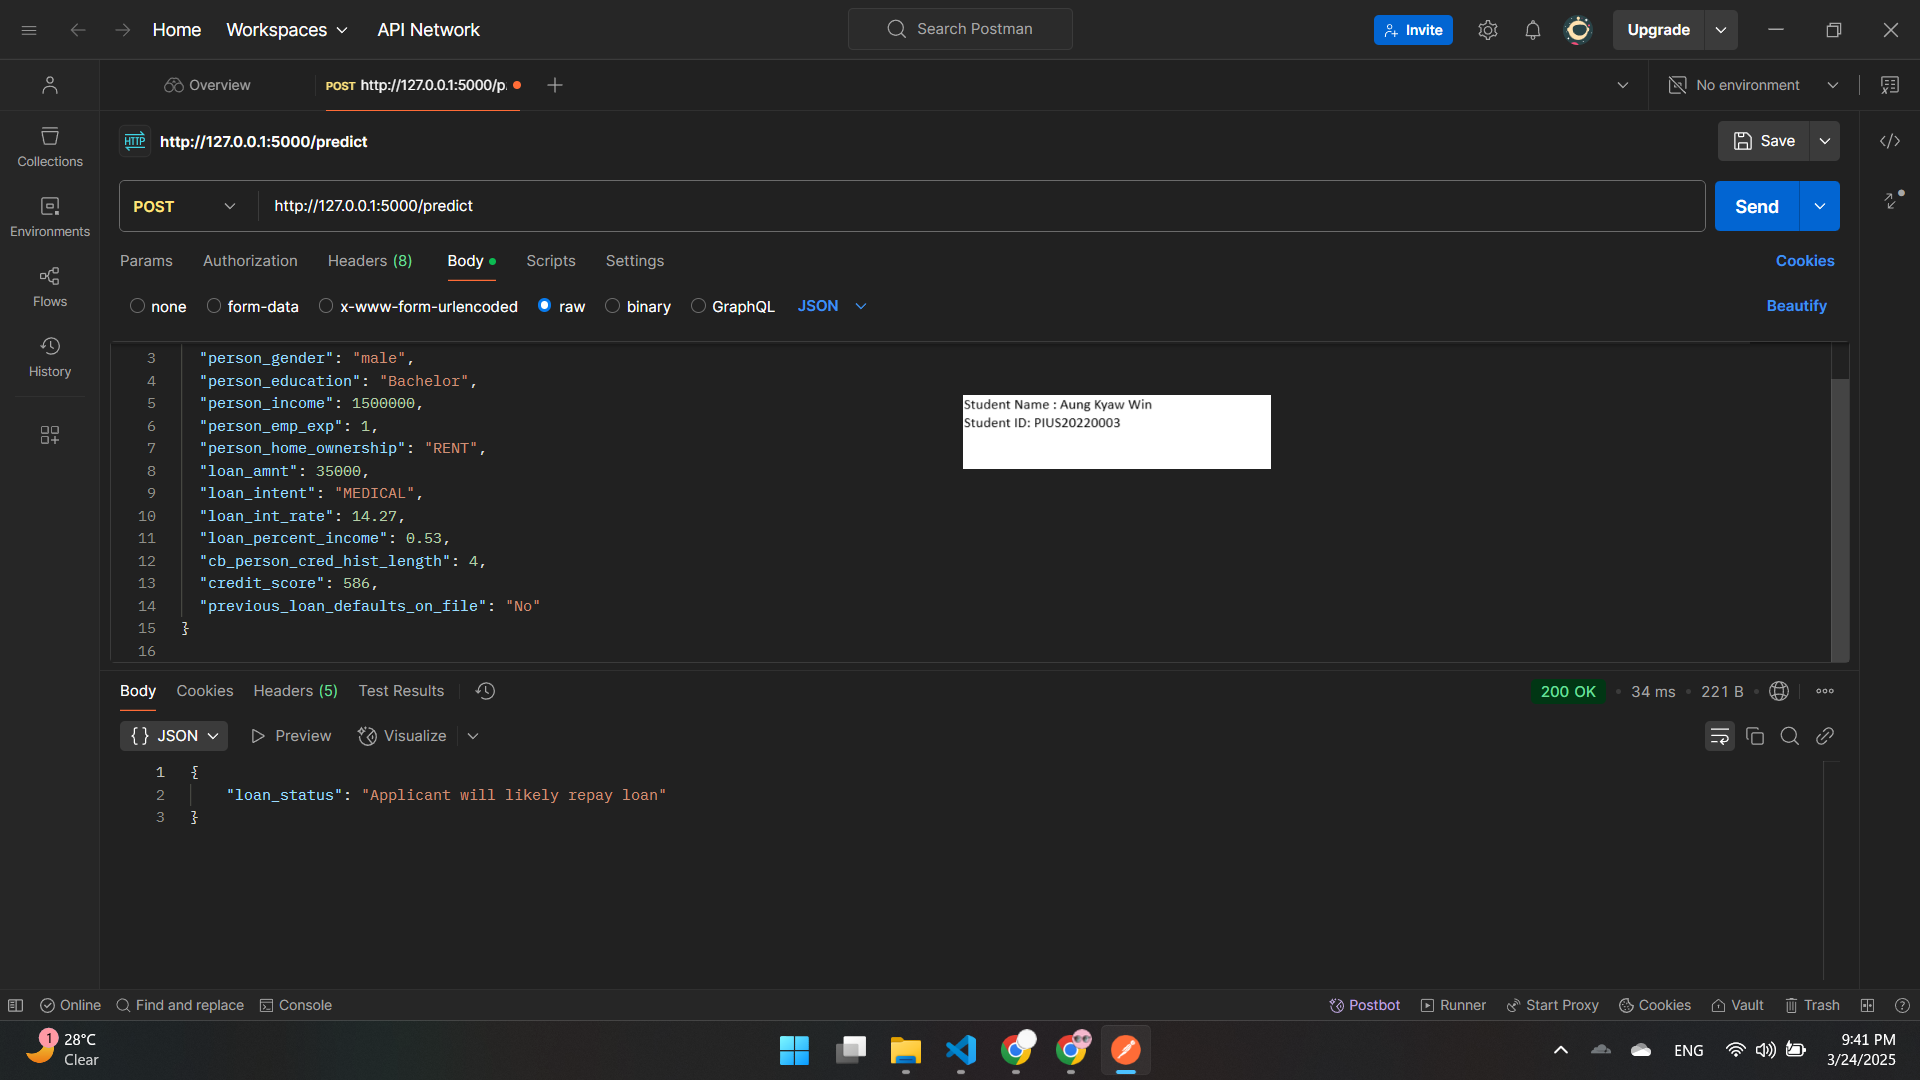 Home
Workspaces
API Network
Search Postman
Invite
Upgrade
Overview
POST http://127.0.0.1:5000/p.
No environment
HTTP http://127.0.0.1:5000/predict
Save
Collections
Environments
Flows
History
POST
http://127.0.0.1:5000/predict
Send
Params
Authorization
Headers (8)
Body
Scripts
Settings
Cookies
none
form-data
x-www-form-urlencoded
raw
binary
GraphQL
JSON
Beautify
3 "person_gender": "male",
4 "person_education": "Bachelor",
5 "person_income": 1500000,
6 "person_emp_exp": 1,
7 "person_home_ownership": "RENT",
8 "loan_amnt": 35000,
9 "loan_intent": "MEDICAL",
10 "loan_int_rate": 14.27,
11 "loan_percent_income": 0.53,
12 "cb_person_cred_hist_length": 4,
13 "credit_score": 586,
14 "previous_loan_defaults_on_file": "No"
15 }
16
Student Name : Aung Kyaw Win
Student ID: PIUS20220003
Body
Cookies
Headers (5)
Test Results
200 OK
34 ms
221 B
{} JSON
Preview
Visualize
1 {
2 "loan_status": "Applicant will likely repay loan"
3 }
Online
Find and replace
Console
Postbot
Runner
Start Proxy
Cookies
Vault
Trash
1
28°C
Clear
ENG
9:41 PM
3/24/2025